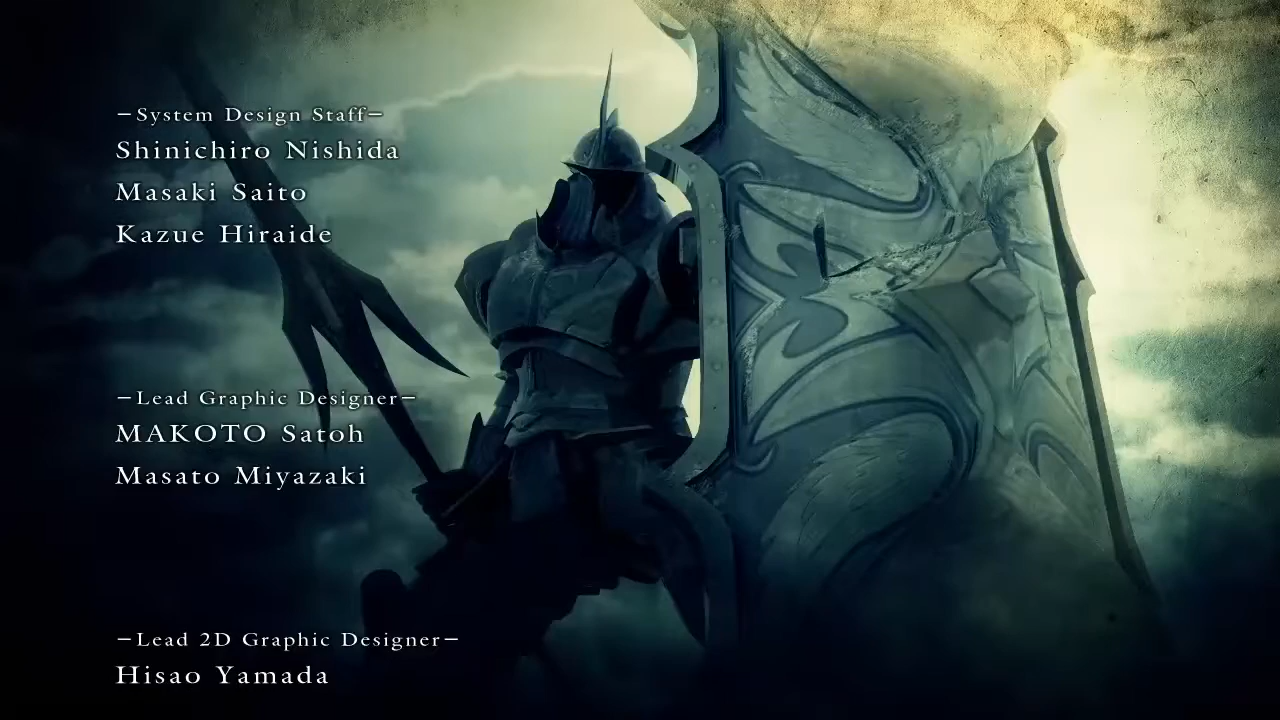 −System Design Staff−
Shinichiro Nishida
Masaki Saito
Kazue Hiraide
−Lead Graphic Designer−
MAKOTO Satoh
Masato Miyazaki
−Lead 2D Graphic Designer−
Hisao Yamada